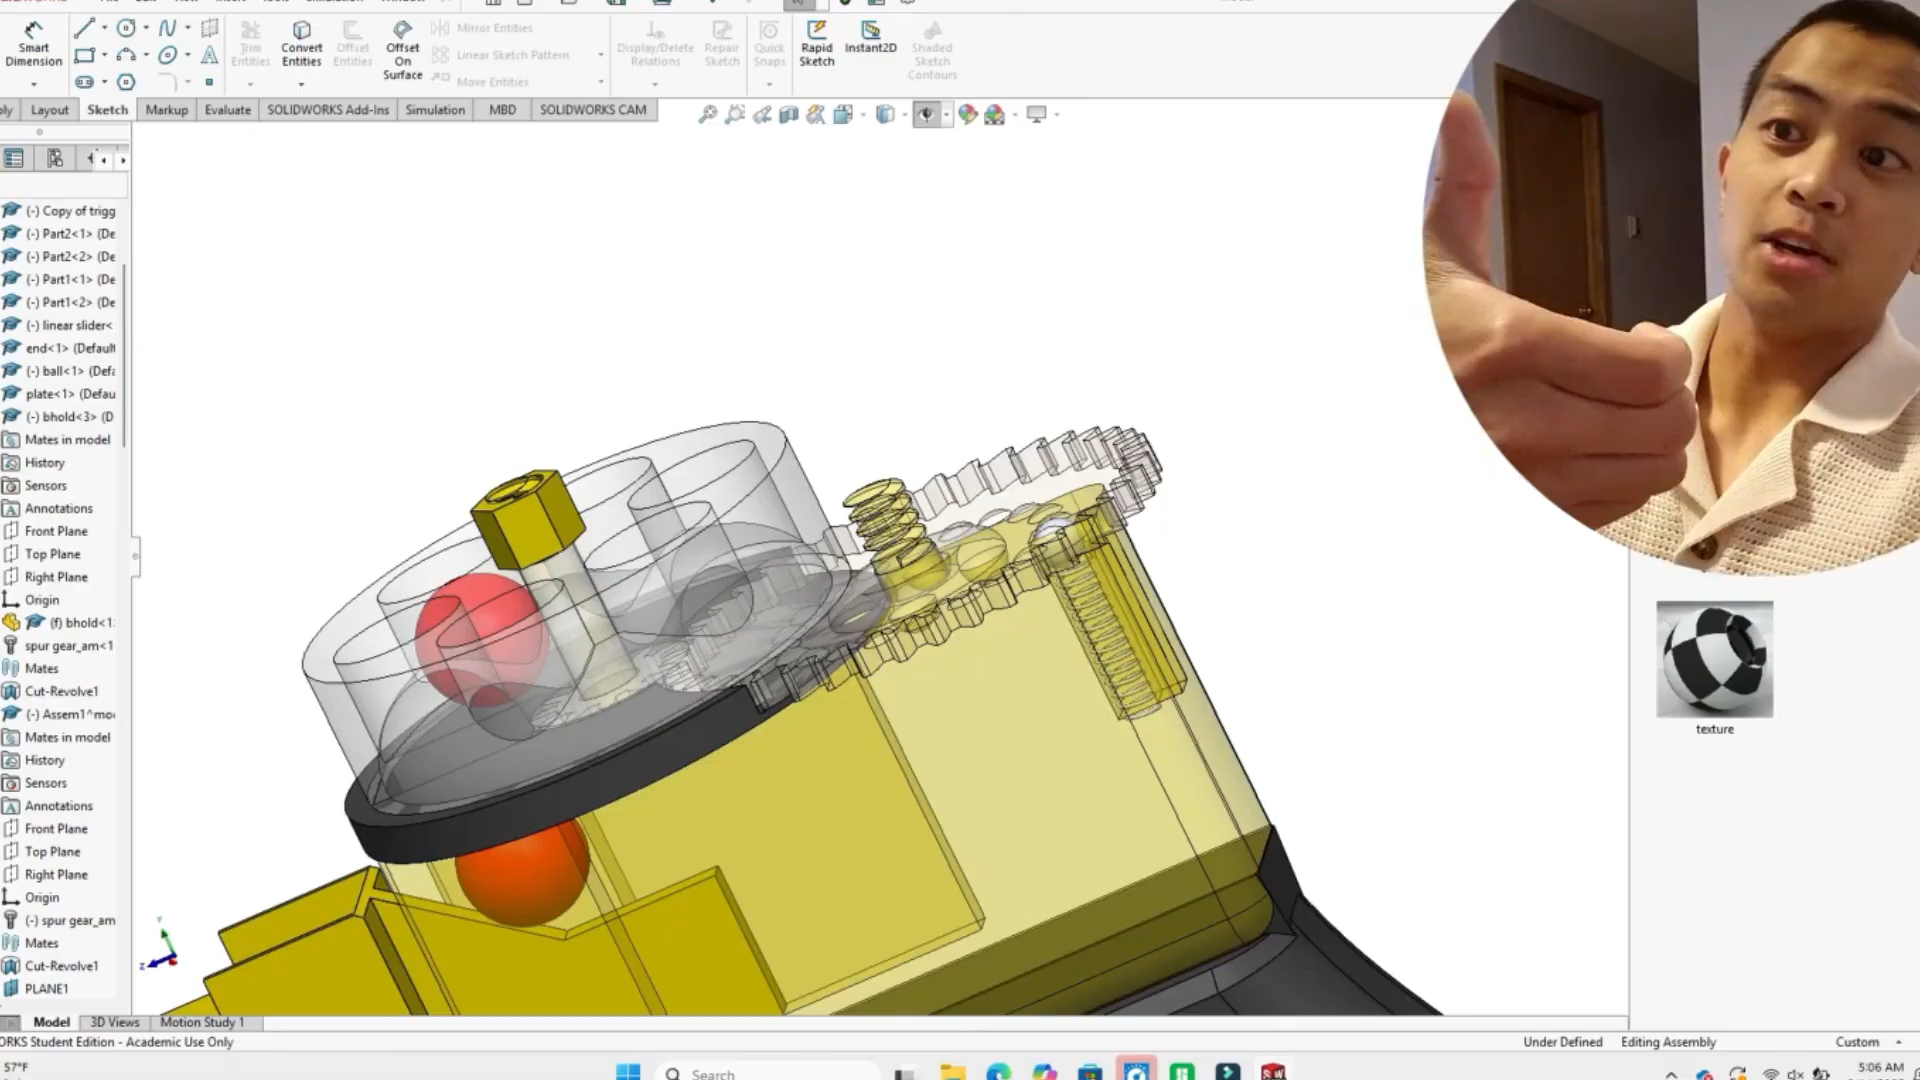 Smart
Dimension
Trim
Entities
Convert
Entities
Offset
Entities
Offset
On
Surface
Mirror Entities
Linear Sketch Pattern
Move Entities
Display/Delete
Relations
Repair
Sketch
Quick
Snaps
Rapid
Sketch
Instant2D
Shaded
Sketch
Contours
Layout
Sketch
Markup
Evaluate
SOLIDWORKS Add-Ins
Simulation
MBD
SOLIDWORKS CAM
(-) Copy of trigg
(-) Part2<1> (De
(-) Part2<2> (De
(-) Part1<1> (De
(-) Part1<2> (De
(-) linear slider<
end<1> (Default
(-) ball<1> (Defa
plate<1> (Defau
(-) bhold<3> (D
Mates in model
History
Sensors
Annotations
Front Plane
Top Plane
Right Plane
Origin
(f) bhold<1>
spur gear_am<1
Mates
Cut-Revolve1
(-) Assem1^mo
Mates in model
History
Sensors
Annotations
Front Plane
Top Plane
Right Plane
Origin
(-) spur gear_am
Mates
Cut-Revolve1
PLANE1
Y
Z
texture
Model
3D Views
Motion Study 1
ORKS Student Edition - Academic Use Only
Under Defined
Editing Assembly
Custom
57°F
Search
5:06 AM